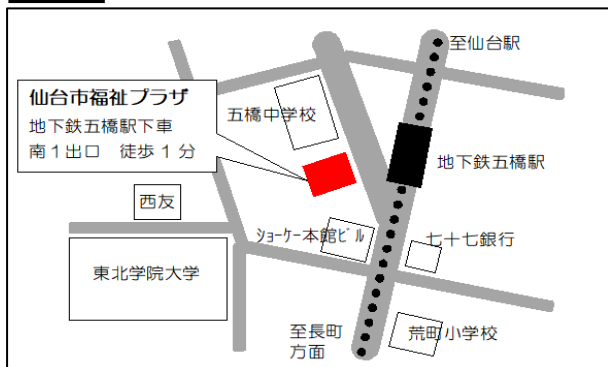 至仙台駅
仙台市福祉プラザ
地下鉄五橋駅下車
南1出口 徒歩1分
五橋中学校
地下鉄五橋駅
西友
ショーケー本館ビル
七十七銀行
東北学院大学
至長町
方面
荒町小学校